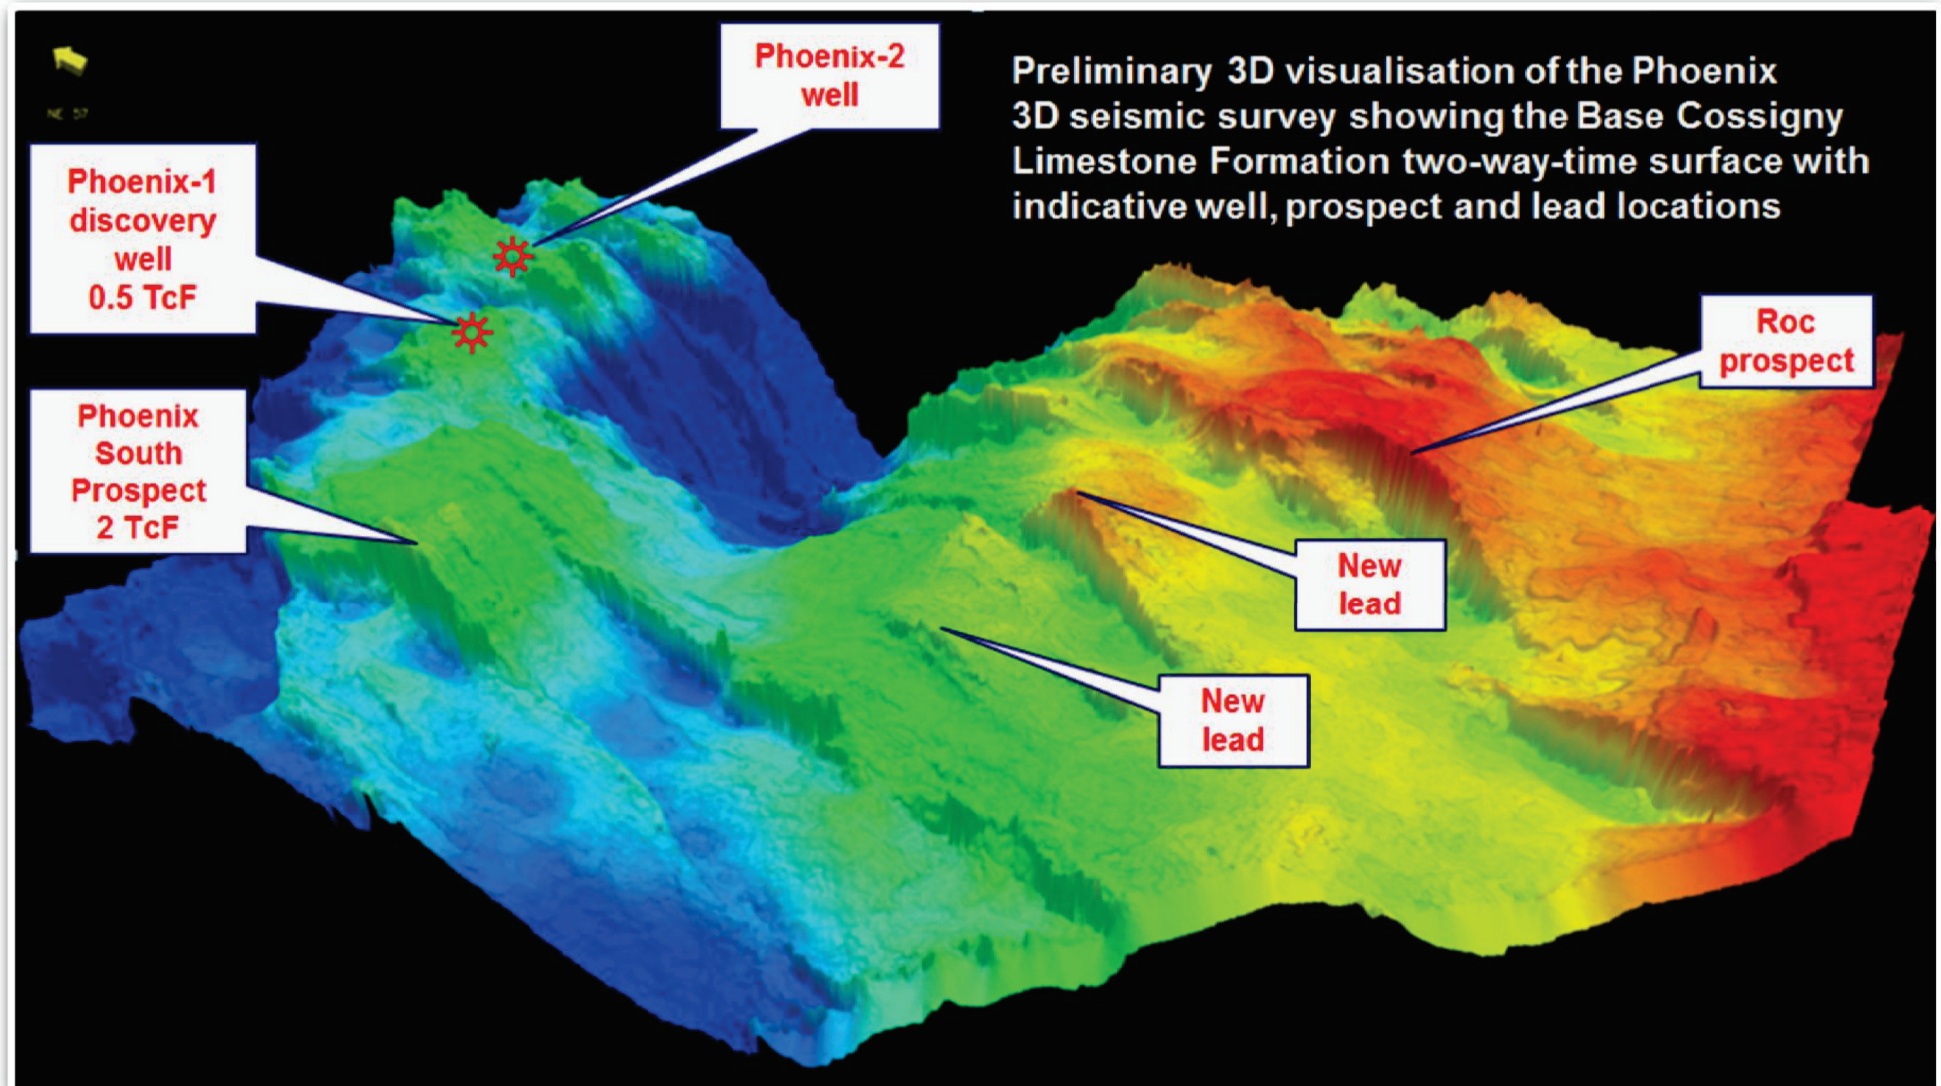 Phoenix-2
well
Preliminary 3D visualisation of the Phoenix
3D seismic survey showing the Base Cossigny
Limestone Formation two-way-time surface with
indicative well, prospect and lead locations
NE 57
Phoenix-1
discovery
well
0.5 TcF
Roc
prospect
Phoenix
South
Prospect
2 TcF
New
lead
New
lead